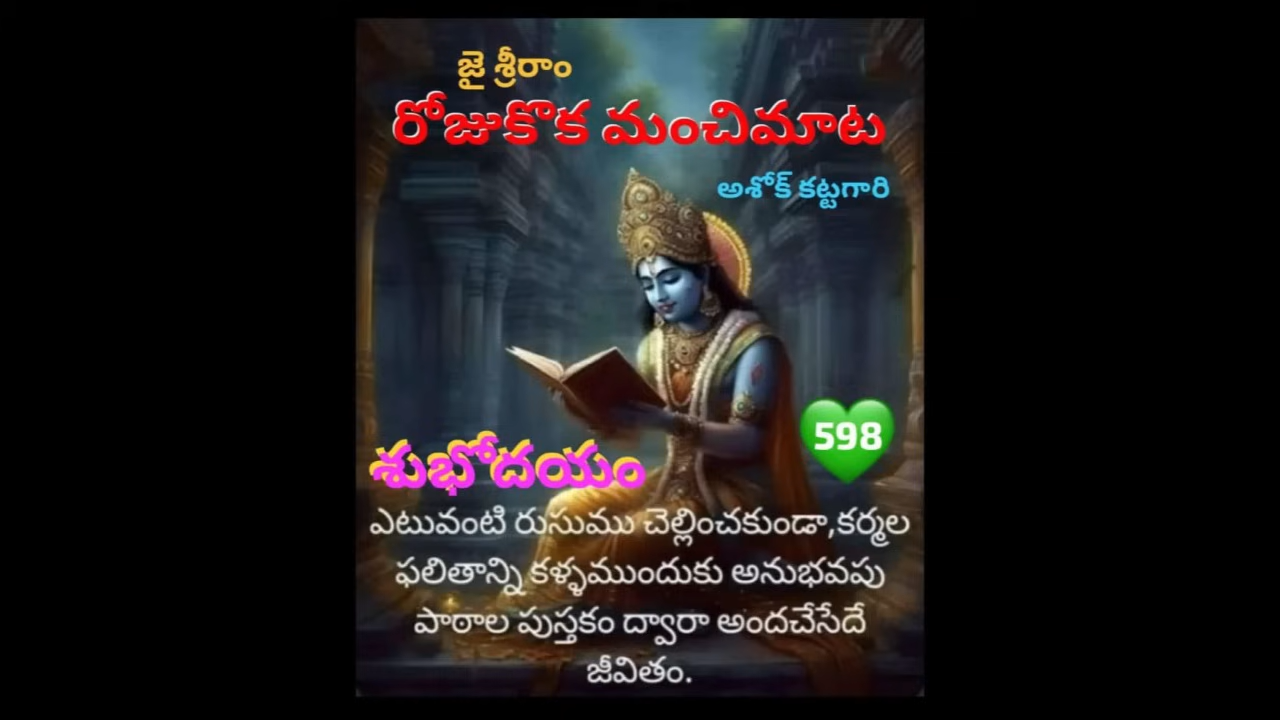 జై శ్రీరాం
రోజుకొక మంచిమాట
అశోక్ కట్టగారి
598
శుభోదయం
ఎటువంటి రుసుము చెల్లించకుండా,కర్మల
ఫలితాన్ని కళ్ళముందుకు అనుభవపు
పాఠాల పుస్తకం ద్వారా అందచేసేదే
జీవితం.